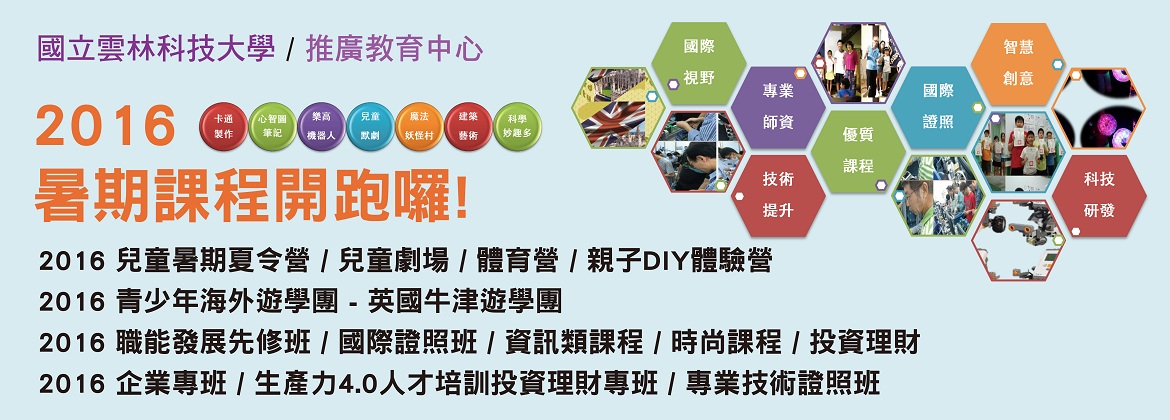 國立雲林科技大學 / 推廣教育中心
2016
卡通
製作
心智圖
筆記
樂高
機器人
兒童
默劇
魔法
妖怪村
建築
藝術
科學
妙趣多
暑期課程開跑囉!
2016 兒童暑期夏令營 / 兒童劇場 / 體育營 / 親子DIY體驗營
2016 青少年海外遊學團 - 英國牛津遊學團
2016 職能發展先修班 / 國際證照班 / 資訊類課程 / 時尚課程 / 投資理財
2016 企業專班 / 生產力4.0人才培訓投資理財專班 / 專業技術證照班
國際
視野
專業
師資
技術
提升
優質
課程
國際
證照
智慧
創意
科技
研發